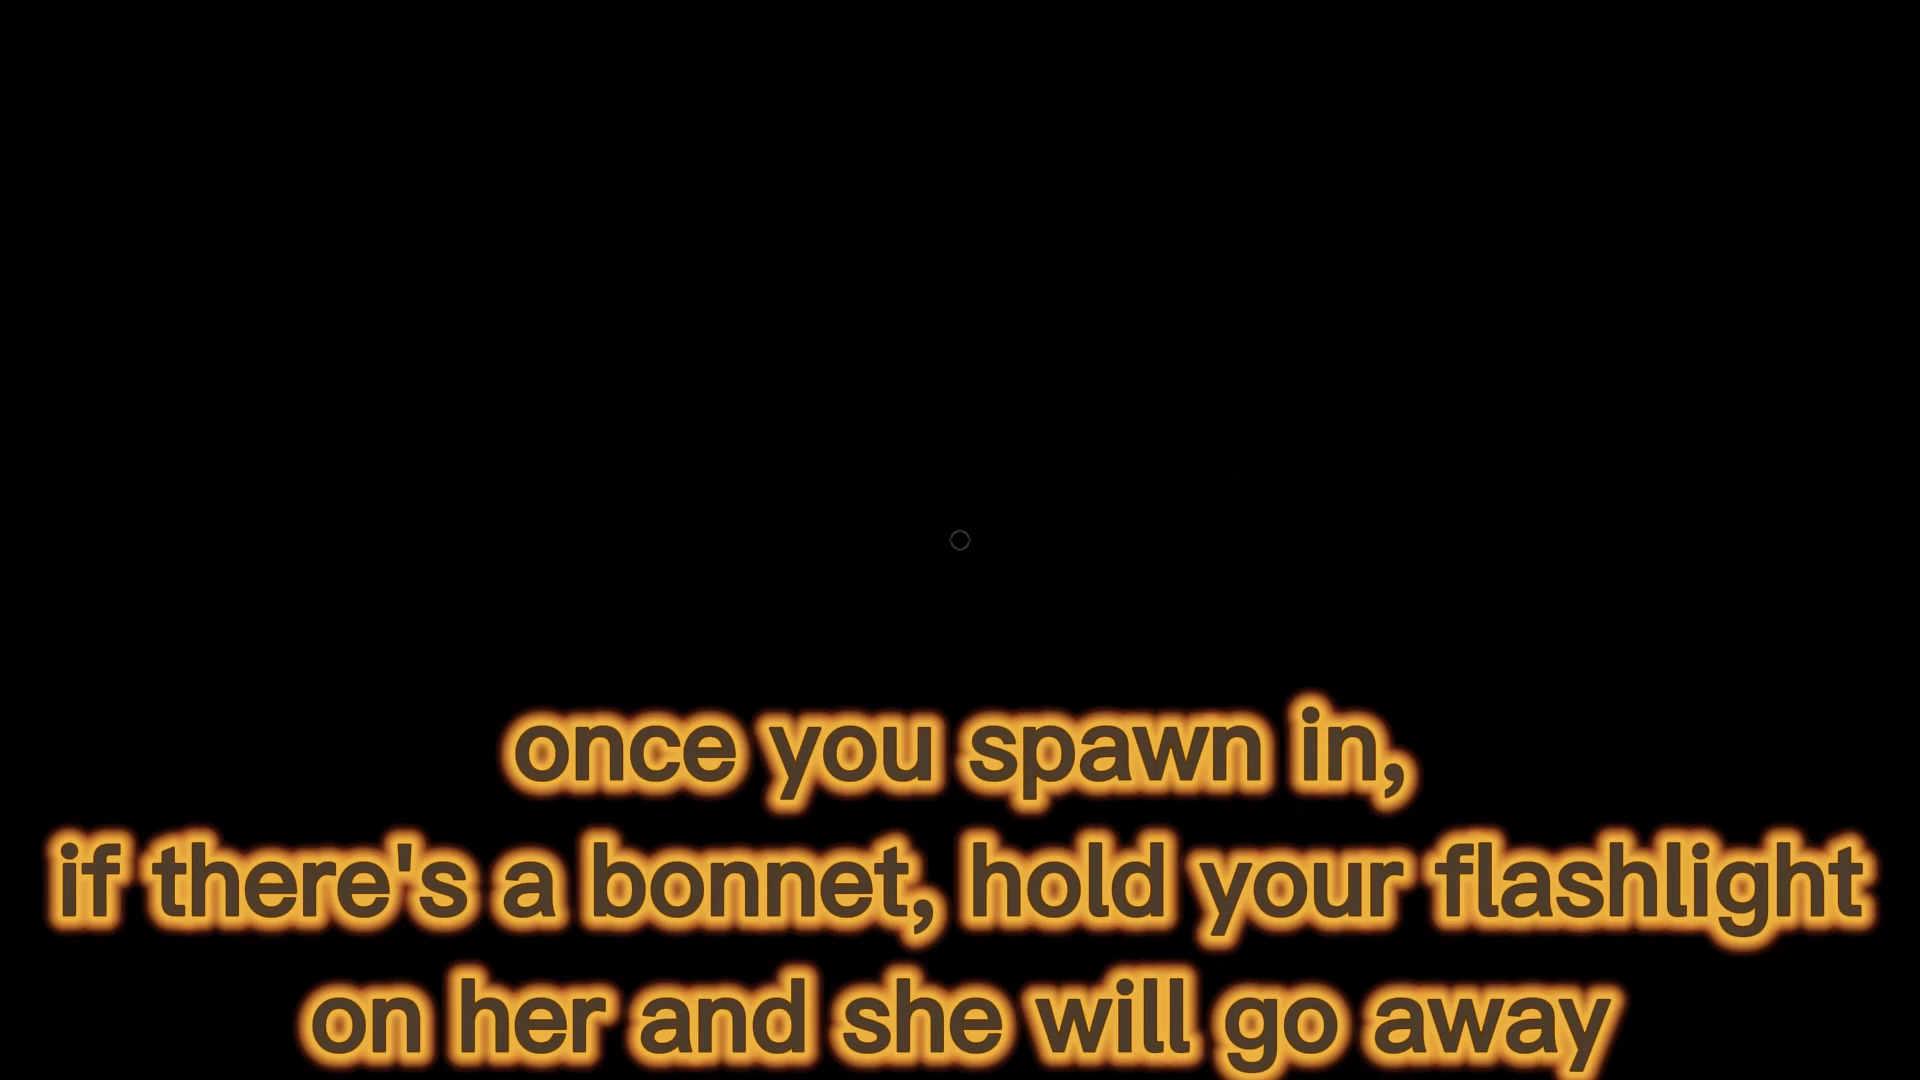 once you spawn in,
if there's a bonnet, hold your flashlight
on her and she will go away